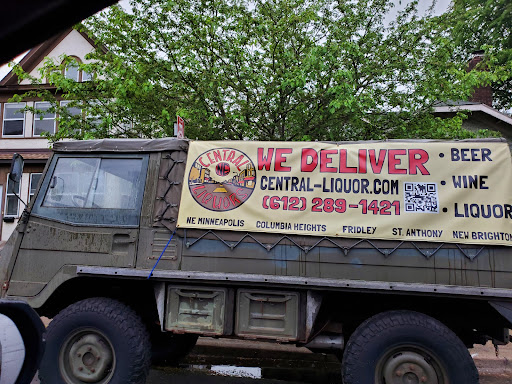 CENTRAL
NE
LIQUOR
WE DELIVER
CENTRAL-LIQUOR.COM
(612) 289-1421
• BEER
• WINE
• LIQUOR
NE MINNEAPOLIS COLUMBIA HEIGHTS FRIDLEY ST. ANTHONY NEW BRIGHTON